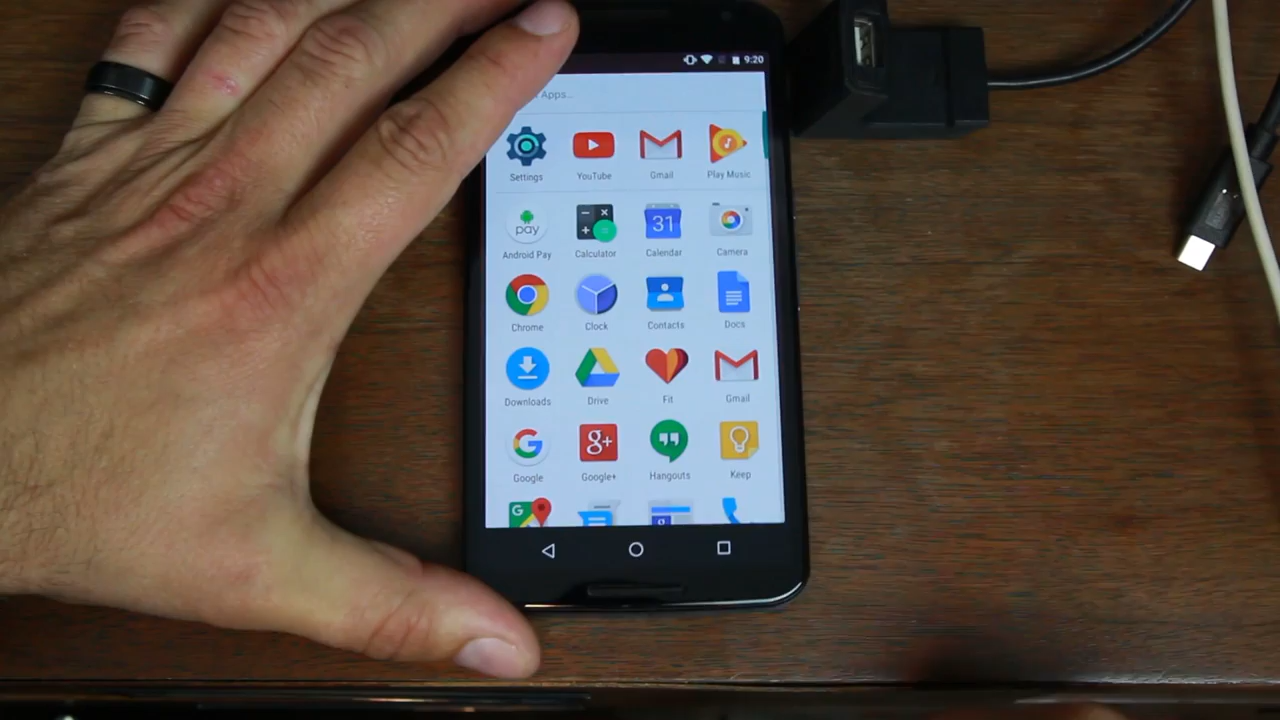 9:20
Apps...
Settings YouTube Gmail Play Music
pay
31
Android Pay Calculator Calendar Camera
Chrome Clock Contacts Docs
Downloads Drive Fit Gmail
G g+
Google Google+ Hangouts Keep
G g